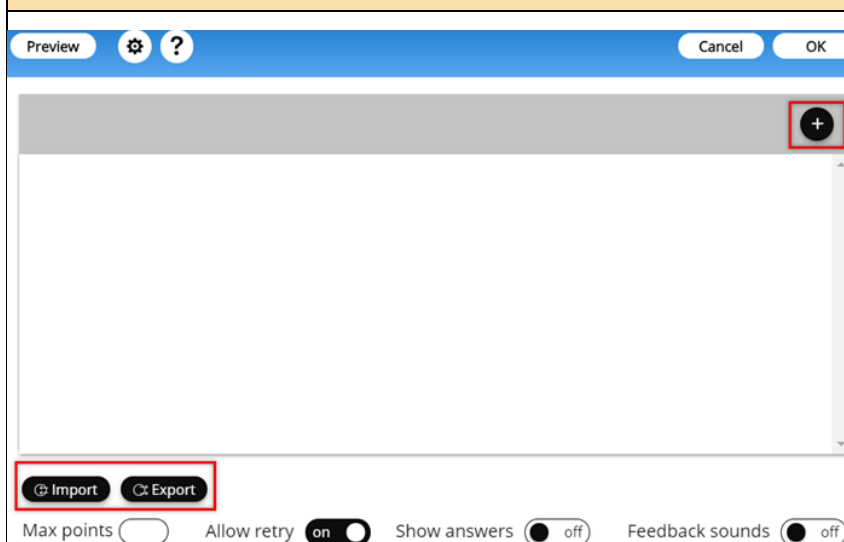 Preview ? Cancel OK
+
Import Export
Max points Allow retry on Show answers off Feedback sounds off